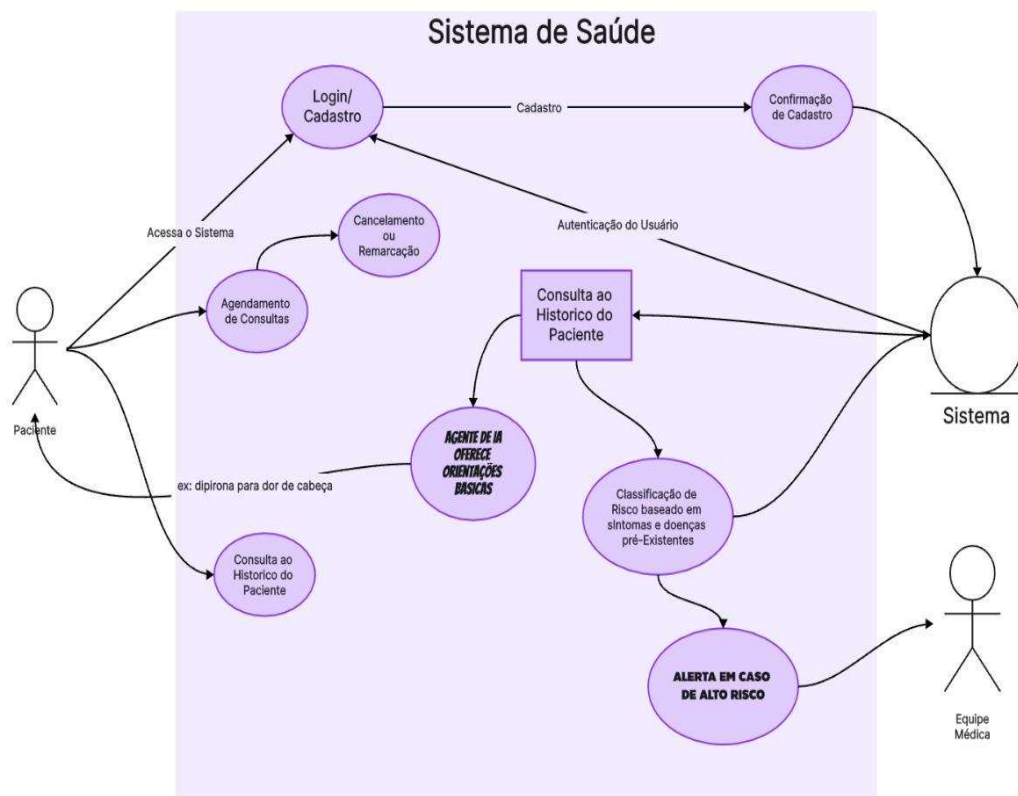 Sistema de Saúde
Login/
Cadastro
Cadastro
Confirmação
de Cadastro
Acessa o Sistema
Cancelamento
ou
Remarcação
Autenticação do Usuário
Agendamento
de Consultas
Consulta ao
Historico do
Paciente
Sistema
Paciente
AGENTE DE IA
OFERECE
ORIENTAÇÕES
BASICAS
ex: dipirona para dor de cabeça
Classificação de
Risco baseado em
sintomas e doenças
pré-Existentes
Consulta ao
Historico do
Paciente
ALERTA EM CASO
DE ALTO RISCO
Equipe
Médica